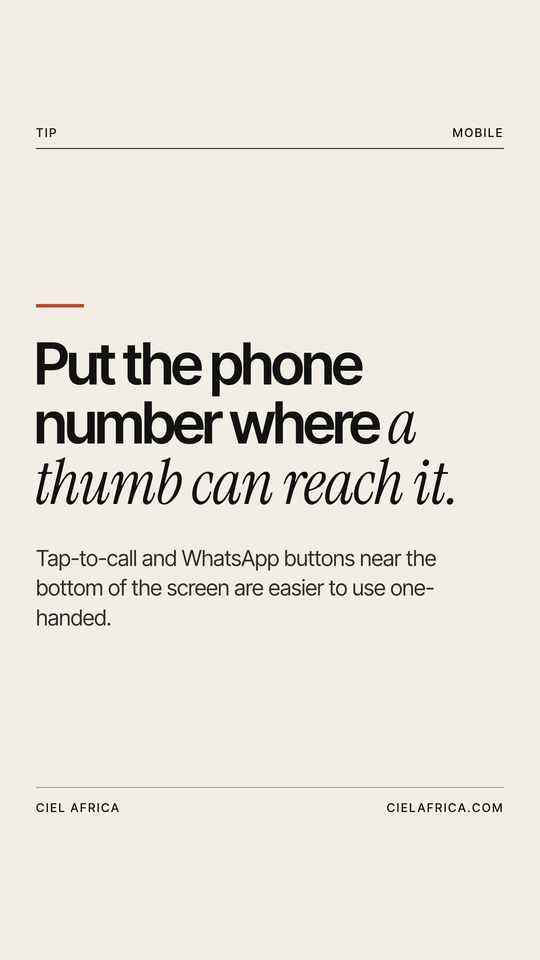 TIP
MOBILE
Put the phone
number where a
thumb can reach it.
Tap-to-call and WhatsApp buttons near the
bottom of the screen are easier to use one-
handed.
CIEL AFRICA
CIELAFRICA.COM